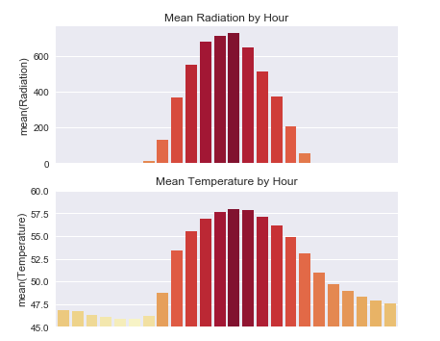 Mean Radiation by Hour
mean(Radiation)
600
400
200
0
Mean Temperature by Hour
mean(Temperature)
60.0
57.5
55.0
52.5
50.0
47.5
45.0